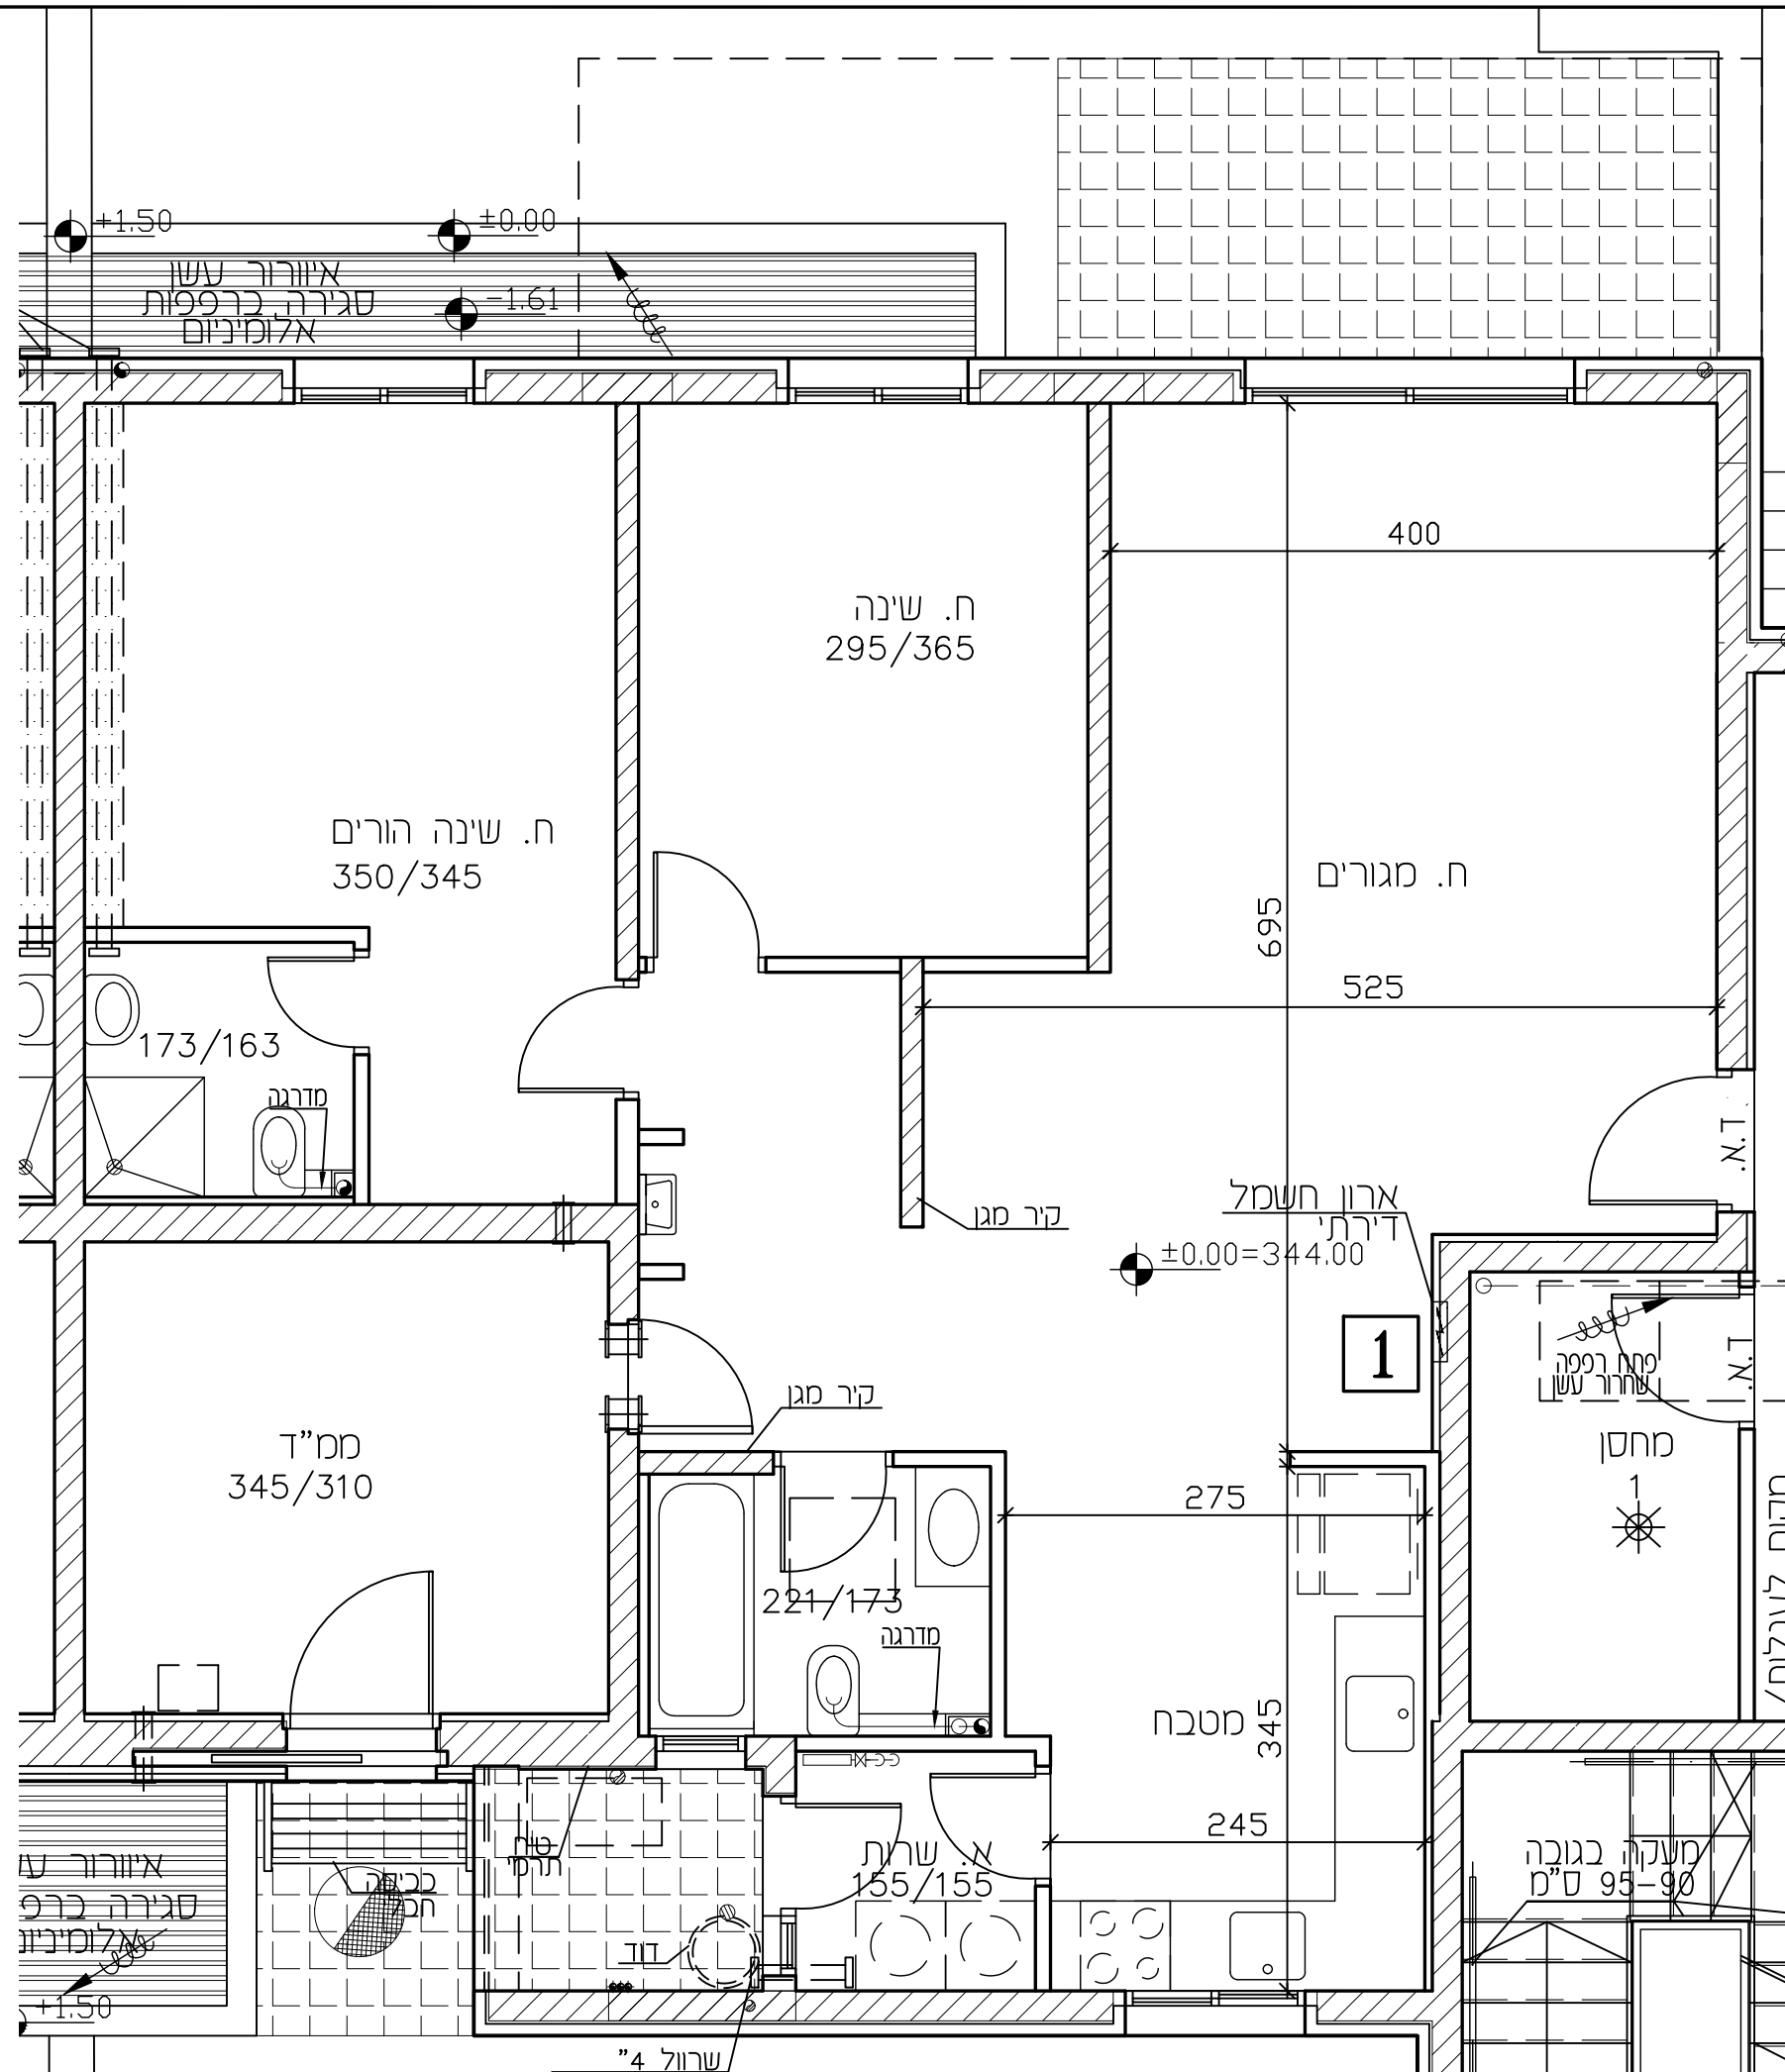 +1.50
±0.00
איוורור עשן
סגירה ברפפות
אלומיניום
-1.61
400
ח. שינה
295/365
ח. שינה הורים
350/345
ח. מגורים
695
525
173/163
מדרגה
ד.א.
קיר מגן
ארון חשמל
דירתי
±0.00=344.00
1
פתח רפפה
שחרור עשן
ד.א.
קיר מגן
ממ"ד
345/310
מחסן
1
275
221/173
מדרגה
מטבח
345
245
א. שרות
155/155
טיח
תרמי
כביסה
דוד
איוורור
סגירה
+1.50
מעקה בגובה
95-90 ס"מ
שרוול 4"